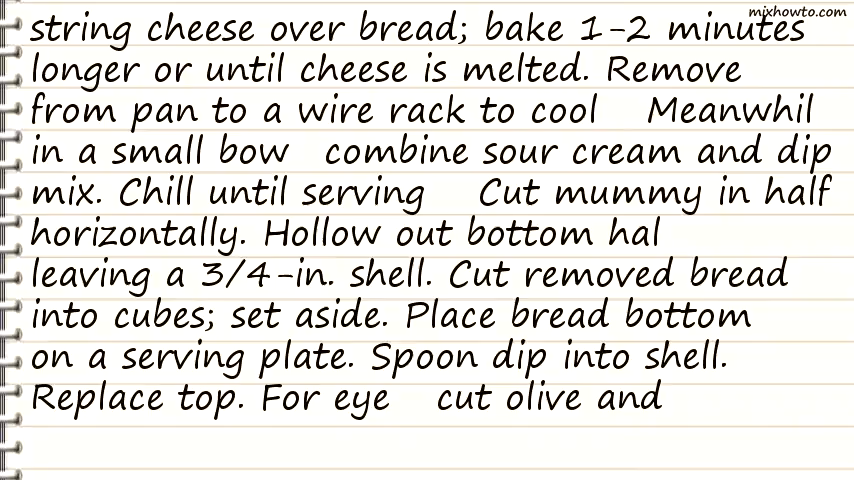 mixhowto.com
string cheese over bread; bake 1-2 minutes
longer or until cheese is melted. Remove
from pan to a wire rack to cool    Meanwhil
in a small bow   combine sour cream and dip
mix. Chill until serving    Cut mummy in half
horizontally. Hollow out bottom hal
leaving a 3/4-in. shell. Cut removed bread
into cubes; set aside. Place bread bottom
on a serving plate. Spoon dip into shell.
Replace top. For eye    cut olive and